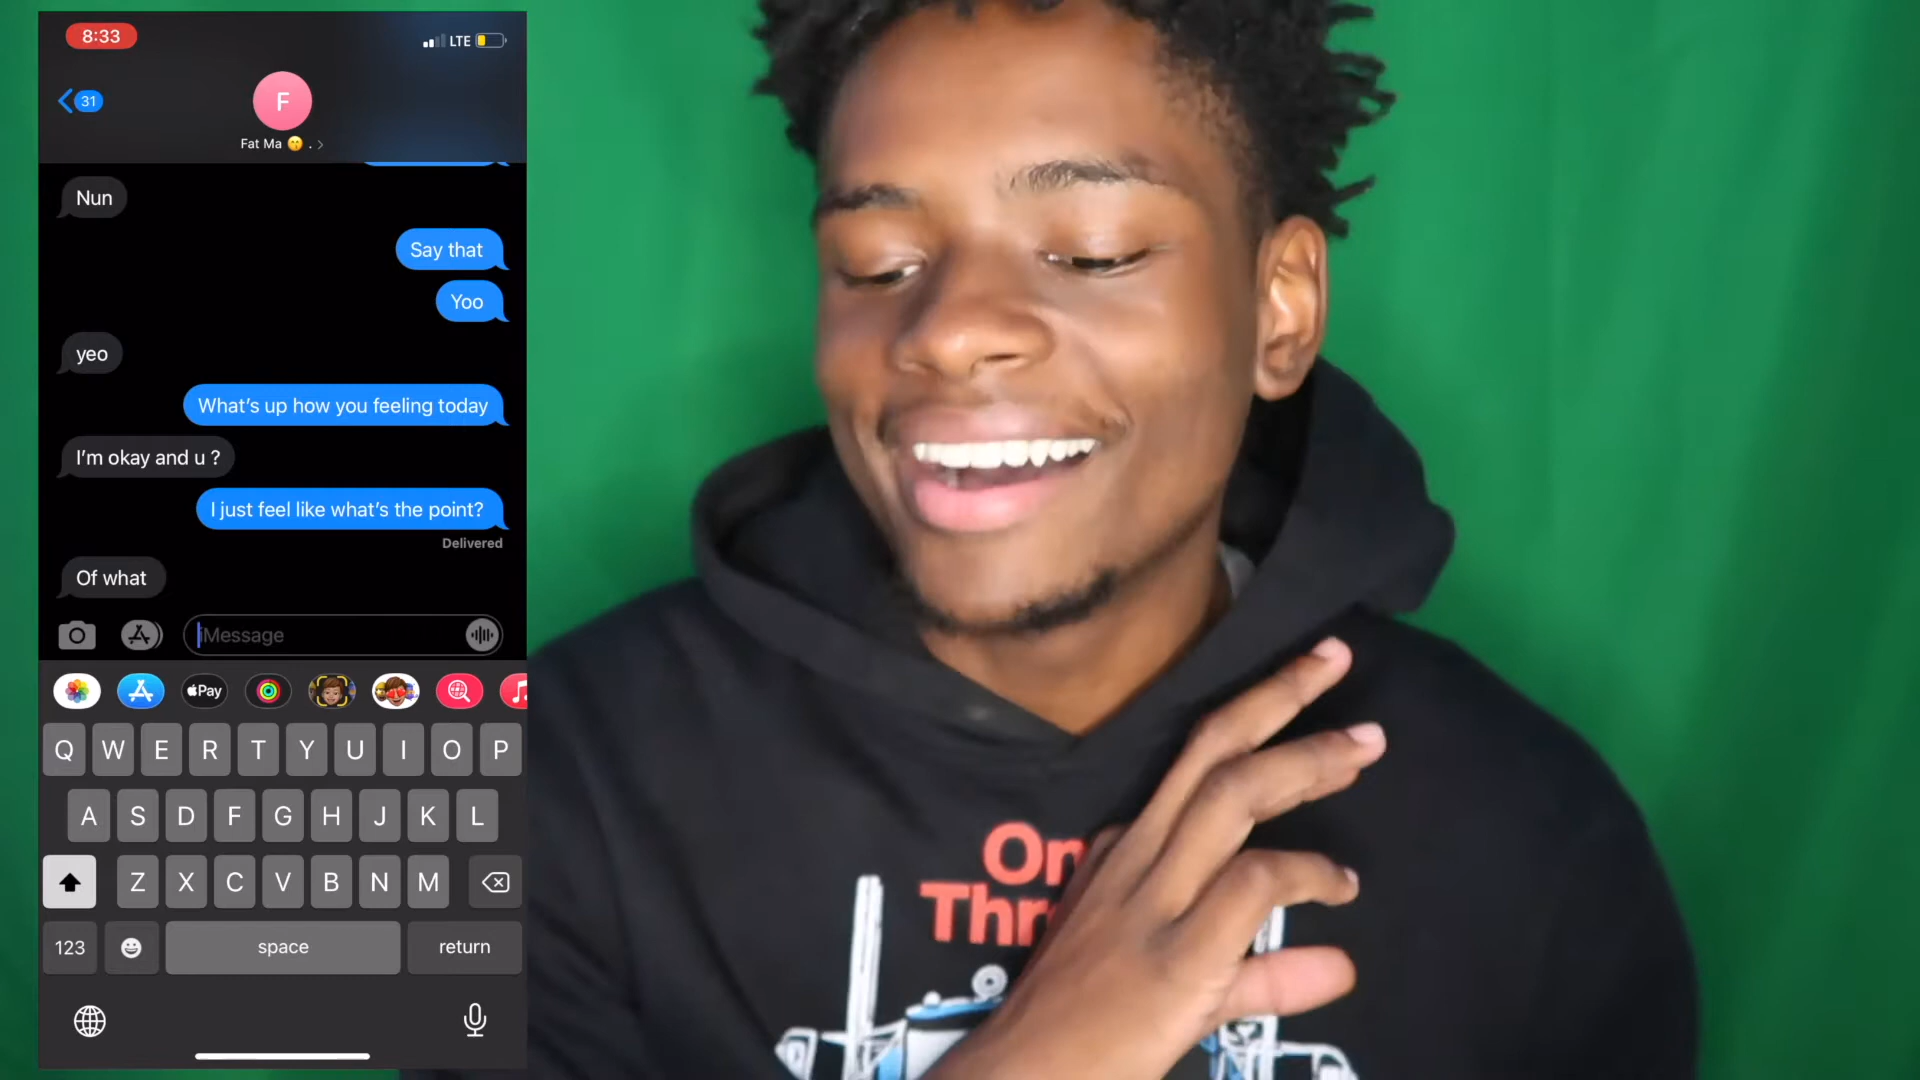 8:33
LTE
31
F
Fat Ma 🤭 . >
Nun
Say that
Yoo
yeo
What's up how you feeling today
I'm okay and u ?
I just feel like what's the point?
Delivered
Of what
iMessage
Pay
Q W E R T Y U I O P
A S D F G H J K L
Z X C V B N M
123 space return